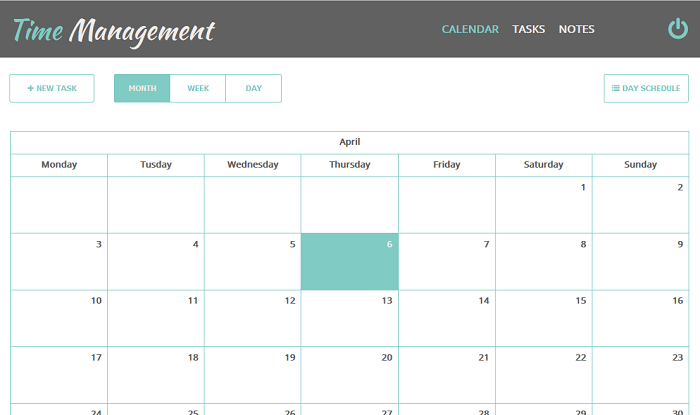 Time Management CALENDAR TASKS NOTES
+ NEW TASK MONTH WEEK DAY DAY SCHEDULE
April
Monday Tusday Wednesday Thursday Friday Saturday Sunday
1 2
3 4 5 6 7 8 9
10 11 12 13 14 15 16
17 18 19 20 21 22 23
24 25 26 27 28 29 30